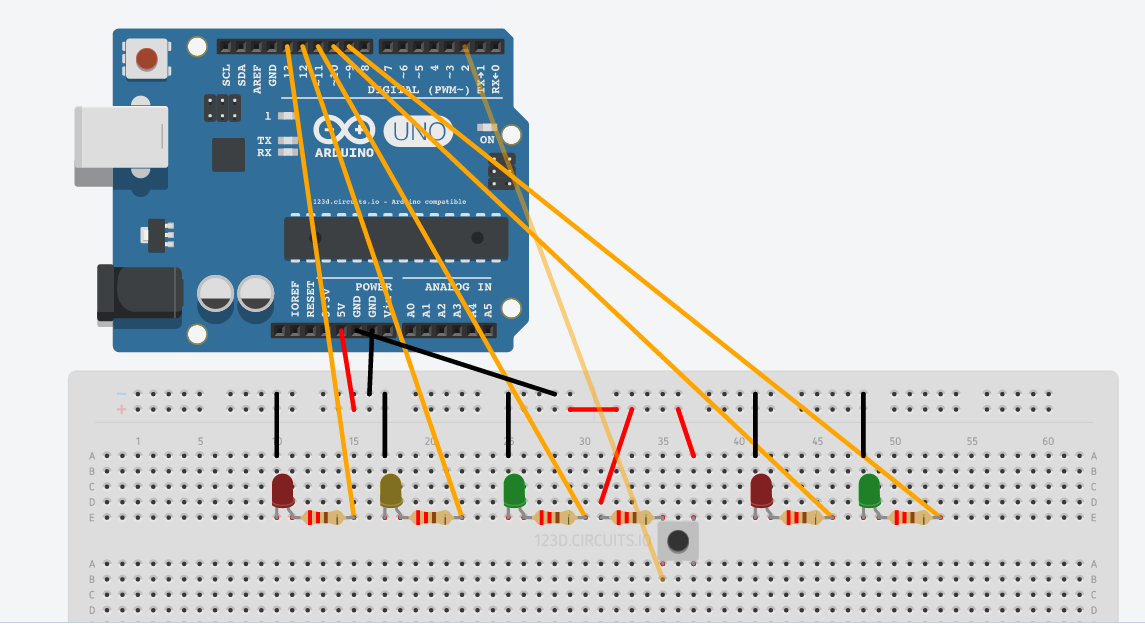 SCL SDA AREF GND 13 12 ~11 ~10 ~9 8 7 ~6 ~5 4 ~3 2 TX→1 RX←0
DIGITAL (PWM~)
1
TX
RX
UNO
ON
ARDUINO
123d.circuits.io - Arduino compatible
POWER
ANALOG IN
IOREF RESET 3.3V 5V GND GND Vin A0 A1 A2 A3 A4 A5
−
+
1 5 10 15 20 25 30 35 40 45 50 55 60
A A
B B
C C
D D
E E
123D.CIRCUITS.IO
A A
B B
C C
D D